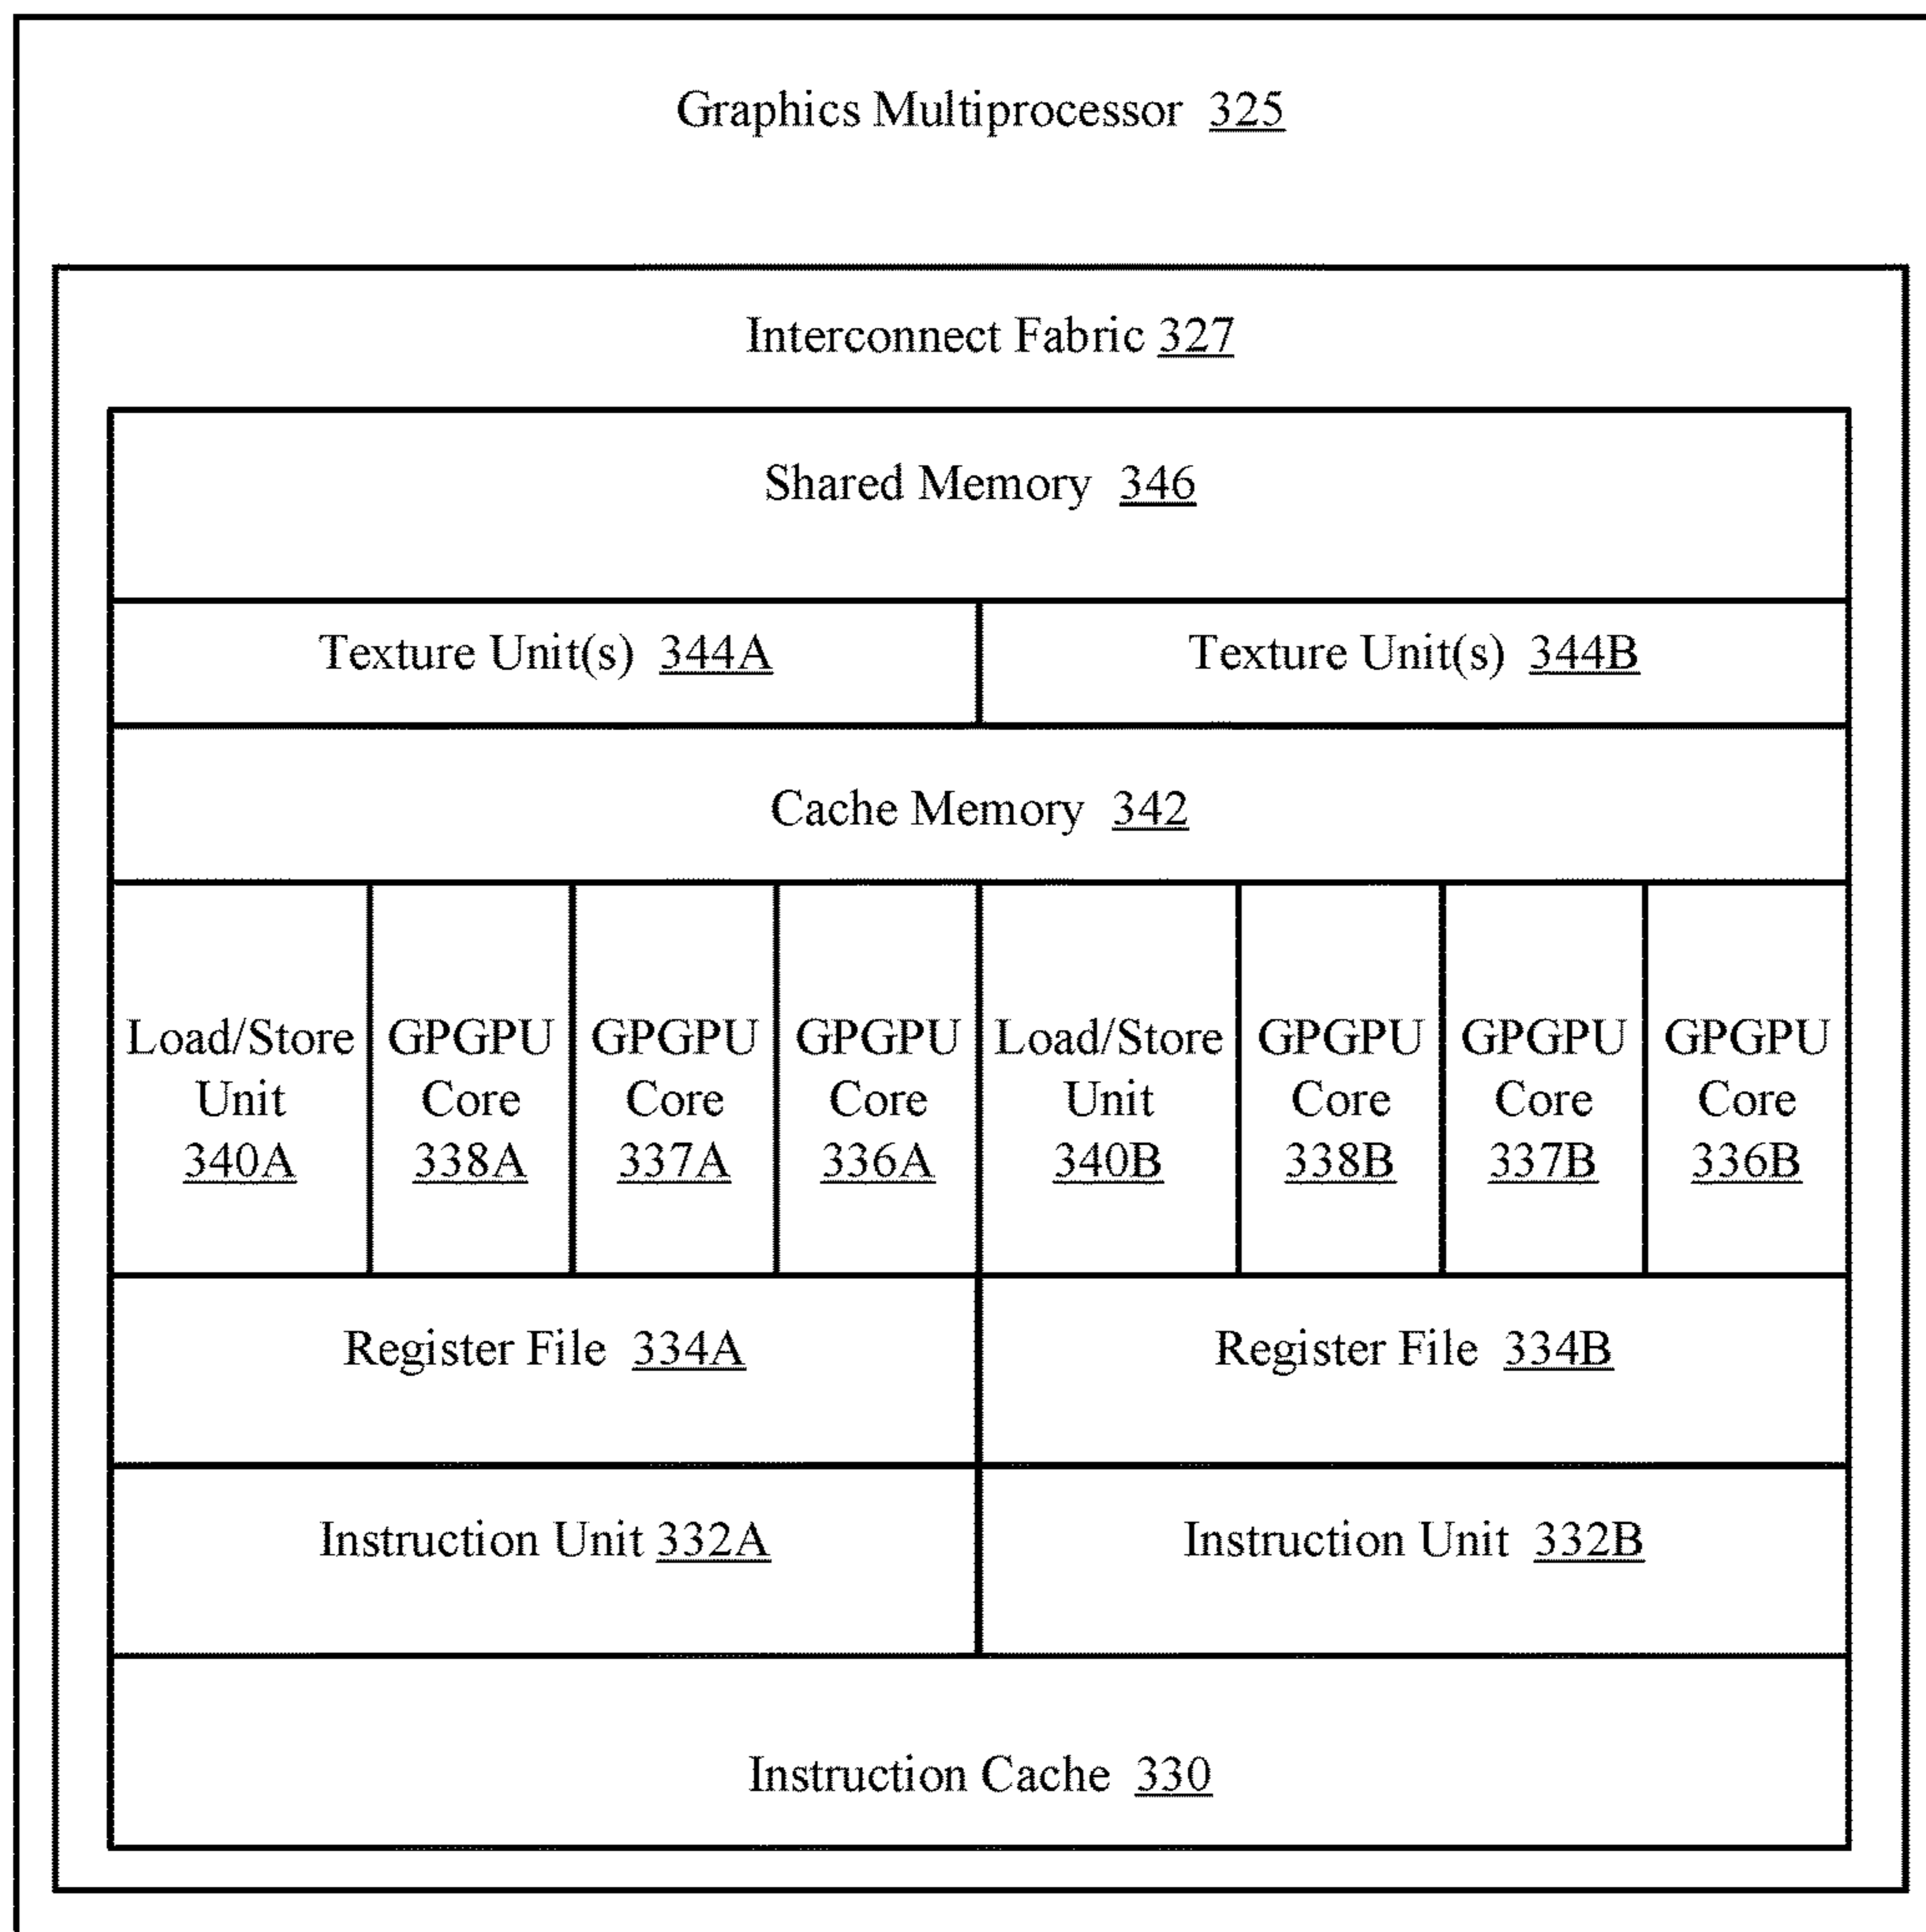 Graphics Multiprocessor 325
Interconnect Fabric 327
Shared Memory 346
Texture Unit(s) 344A
Texture Unit(s) 344B
Cache Memory 342
Load/Store
Unit
340A
GPGPU
Core
338A
GPGPU
Core
337A
GPGPU
Core
336A
Load/Store
Unit
340B
GPGPU
Core
338B
GPGPU
Core
337B
GPGPU
Core
336B
Register File 334A
Register File 334B
Instruction Unit 332A
Instruction Unit 332B
Instruction Cache 330